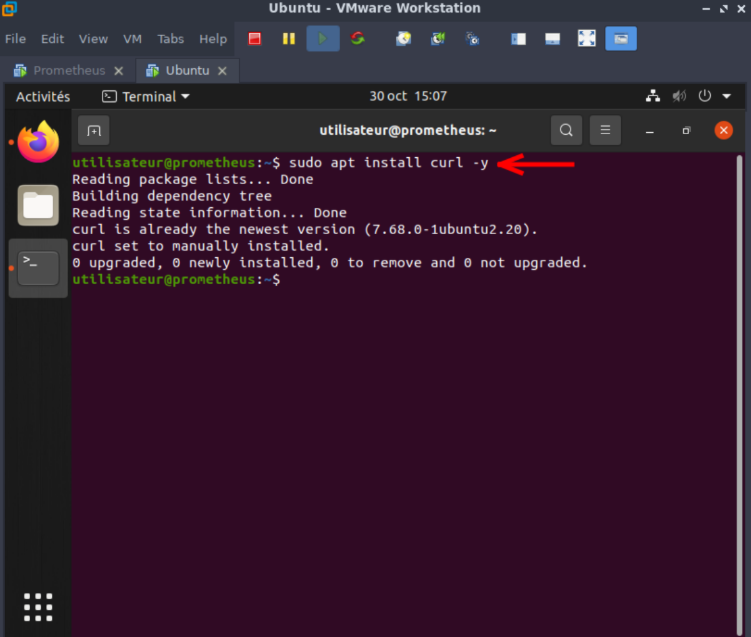 Ubuntu - VMware Workstation
File Edit View VM Tabs Help
Prometheus Ubuntu
Activités Terminal 30 oct 15:07
utilisateur@prometheus: ~
utilisateur@prometheus:~$ sudo apt install curl -y
Reading package lists... Done
Building dependency tree
Reading state information... Done
curl is already the newest version (7.68.0-1ubuntu2.20).
curl set to manually installed.
0 upgraded, 0 newly installed, 0 to remove and 0 not upgraded.
utilisateur@prometheus:~$